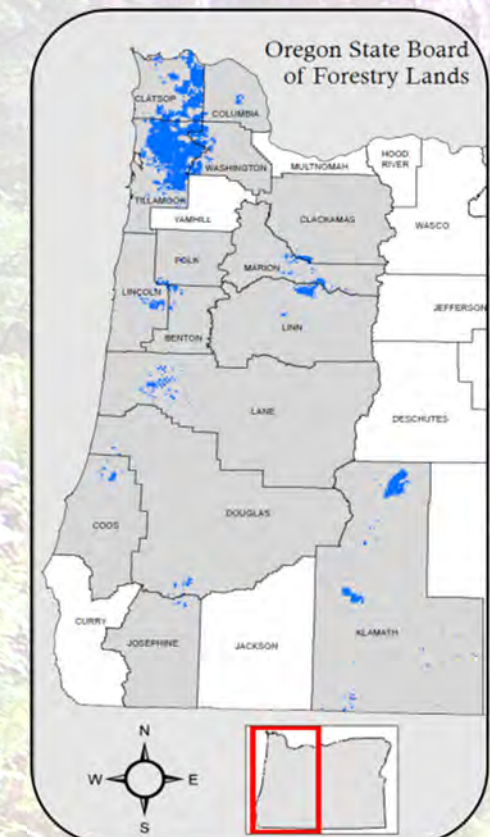 Oregon State Board
of Forestry Lands
CLATSOP
COLUMBIA
HOOD
RIVER
MULTNOMAH
WASHINGTON
TILLAMOOK
YAMHILL
CLACKAMAS
WASCO
POLK
MARION
LINCOLN
JEFFERSON
LINN
BENTON
LANE
DESCHUTES
DOUGLAS
COOS
CURRY
JOSEPHINE
JACKSON
KLAMATH
N
W
E
S